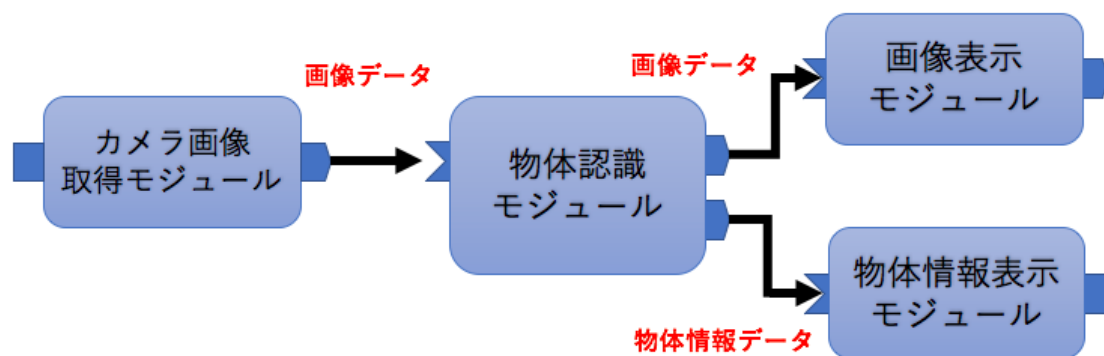 画像データ
カメラ画像
取得モジュール
物体認識
モジュール
画像データ
画像表示
モジュール
物体情報表示
モジュール
物体情報データ